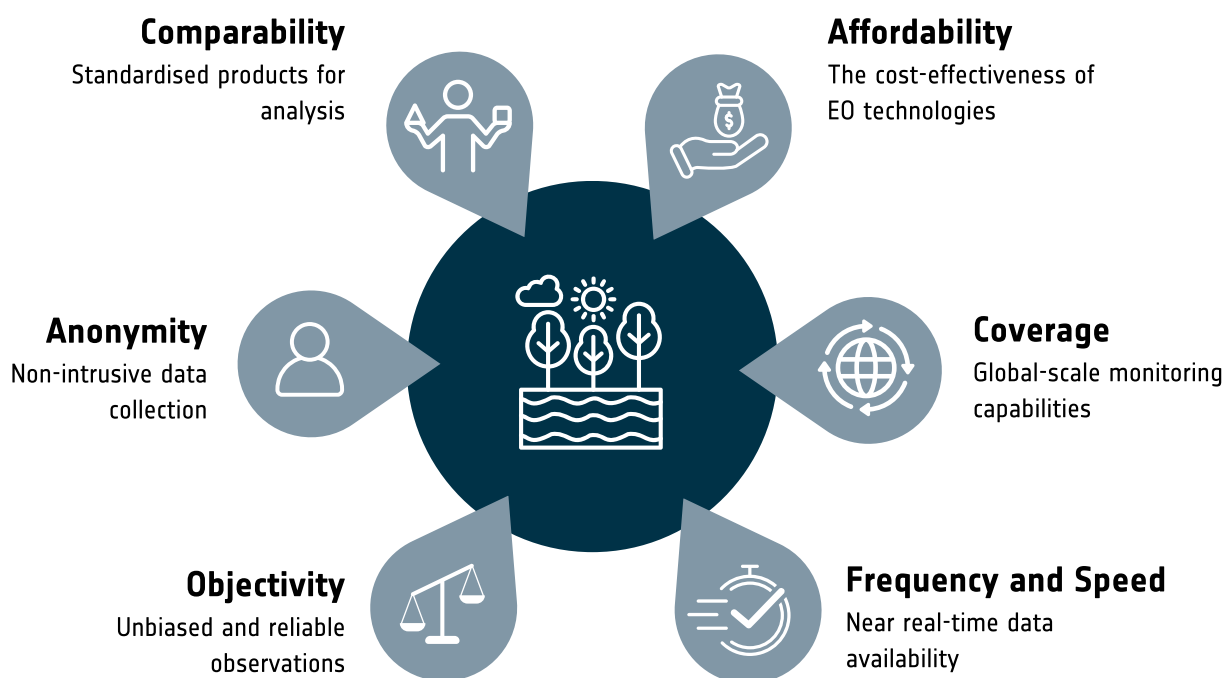 Comparability
Standardised products for
analysis
Affordability
The cost-effectiveness of
EO technologies
Anonymity
Non-intrusive data
collection
Coverage
Global-scale monitoring
capabilities
Objectivity
Unbiased and reliable
observations
Frequency and Speed
Near real-time data
availability
$